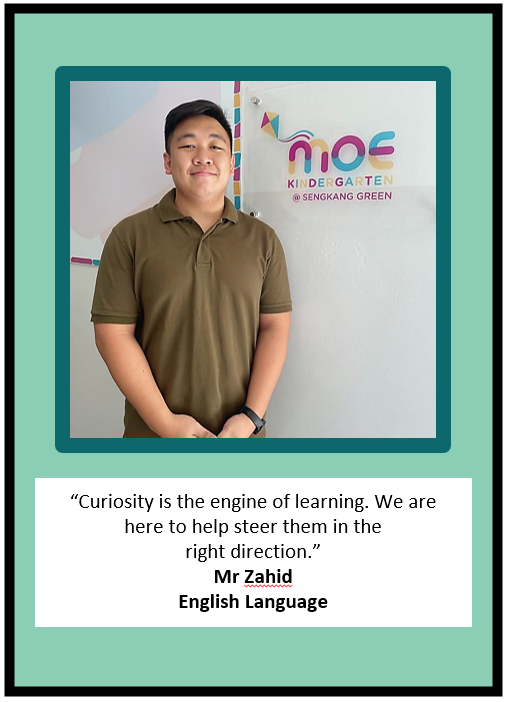 moe
KINDERGARTEN
@ SENGKANG GREEN
“Curiosity is the engine of learning. We are
here to help steer them in the
right direction.”
Mr Zahid
English Language